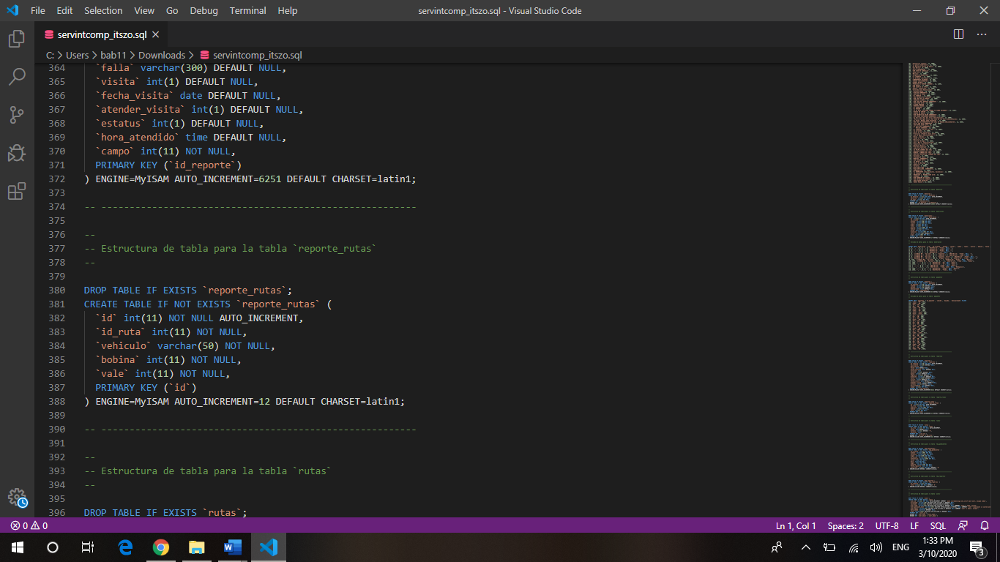 File Edit Selection View Go Debug Terminal Help servintcomp_itszo.sql - Visual Studio Code
servintcomp_itszo.sql
C: > Users > bab11 > Downloads > servintcomp_itszo.sql
364 `falla` varchar(300) DEFAULT NULL,
365 `visita` int(1) DEFAULT NULL,
366 `fecha_visita` date DEFAULT NULL,
367 `atender_visita` int(1) DEFAULT NULL,
368 `estatus` int(1) DEFAULT NULL,
369 `hora_atendido` time DEFAULT NULL,
370 `campo` int(11) NOT NULL,
371 PRIMARY KEY (`id_reporte`)
372 ) ENGINE=MyISAM AUTO_INCREMENT=6251 DEFAULT CHARSET=latin1;
373
374 -- --------------------------------------------------------
375
376 --
377 -- Estructura de tabla para la tabla `reporte_rutas`
378 --
379
380 DROP TABLE IF EXISTS `reporte_rutas`;
381 CREATE TABLE IF NOT EXISTS `reporte_rutas` (
382 `id` int(11) NOT NULL AUTO_INCREMENT,
383 `id_ruta` int(11) NOT NULL,
384 `vehiculo` varchar(50) NOT NULL,
385 `bobina` int(11) NOT NULL,
386 `vale` int(11) NOT NULL,
387 PRIMARY KEY (`id`)
388 ) ENGINE=MyISAM AUTO_INCREMENT=12 DEFAULT CHARSET=latin1;
389
390 -- --------------------------------------------------------
391
392 --
393 -- Estructura de tabla para la tabla `rutas`
394 --
395
396 DROP TABLE IF EXISTS `rutas`;
0 0 Ln 1, Col 1 Spaces: 2 UTF-8 LF SQL
ENG 1:33 PM
3/10/2020 3